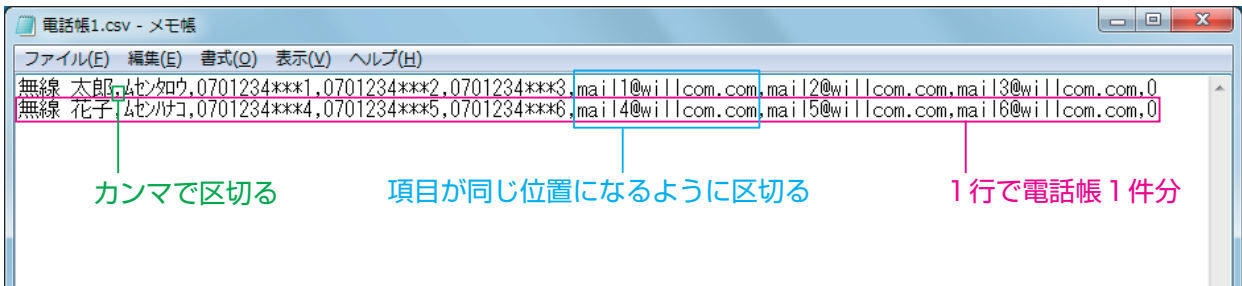 電話帳1.csv - メモ帳
ファイル(F) 編集(E) 書式(O) 表示(V) ヘルプ(H)
無線 太郎,ﾑｾﾝﾀﾛｳ,0701234***1,0701234***2,0701234***3,mail1@willcom.com,mail2@willcom.com,mail3@willcom.com,0
無線 花子,ﾑｾﾝﾊﾅｺ,0701234***4,0701234***5,0701234***6,mail4@willcom.com,mail5@willcom.com,mail6@willcom.com,0
カンマで区切る 項目が同じ位置になるように区切る 1行で電話帳1件分